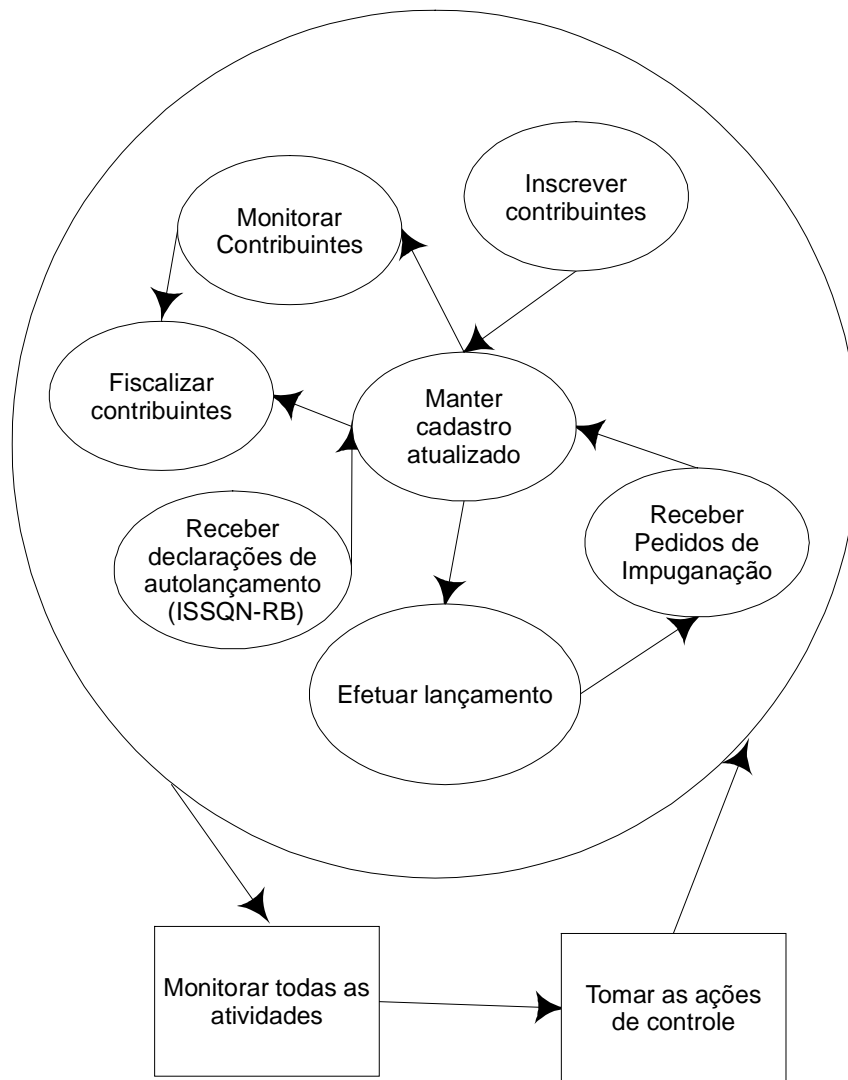 Inscrever
contribuintes
Monitorar
Contribuintes
Fiscalizar
contribuintes
Manter
cadastro
atualizado
Receber
declarações de
autolançamento
(ISSQN-RB)
Receber
Pedidos de
Impuganação
Efetuar lançamento
Monitorar todas as
atividades
Tomar as ações
de controle